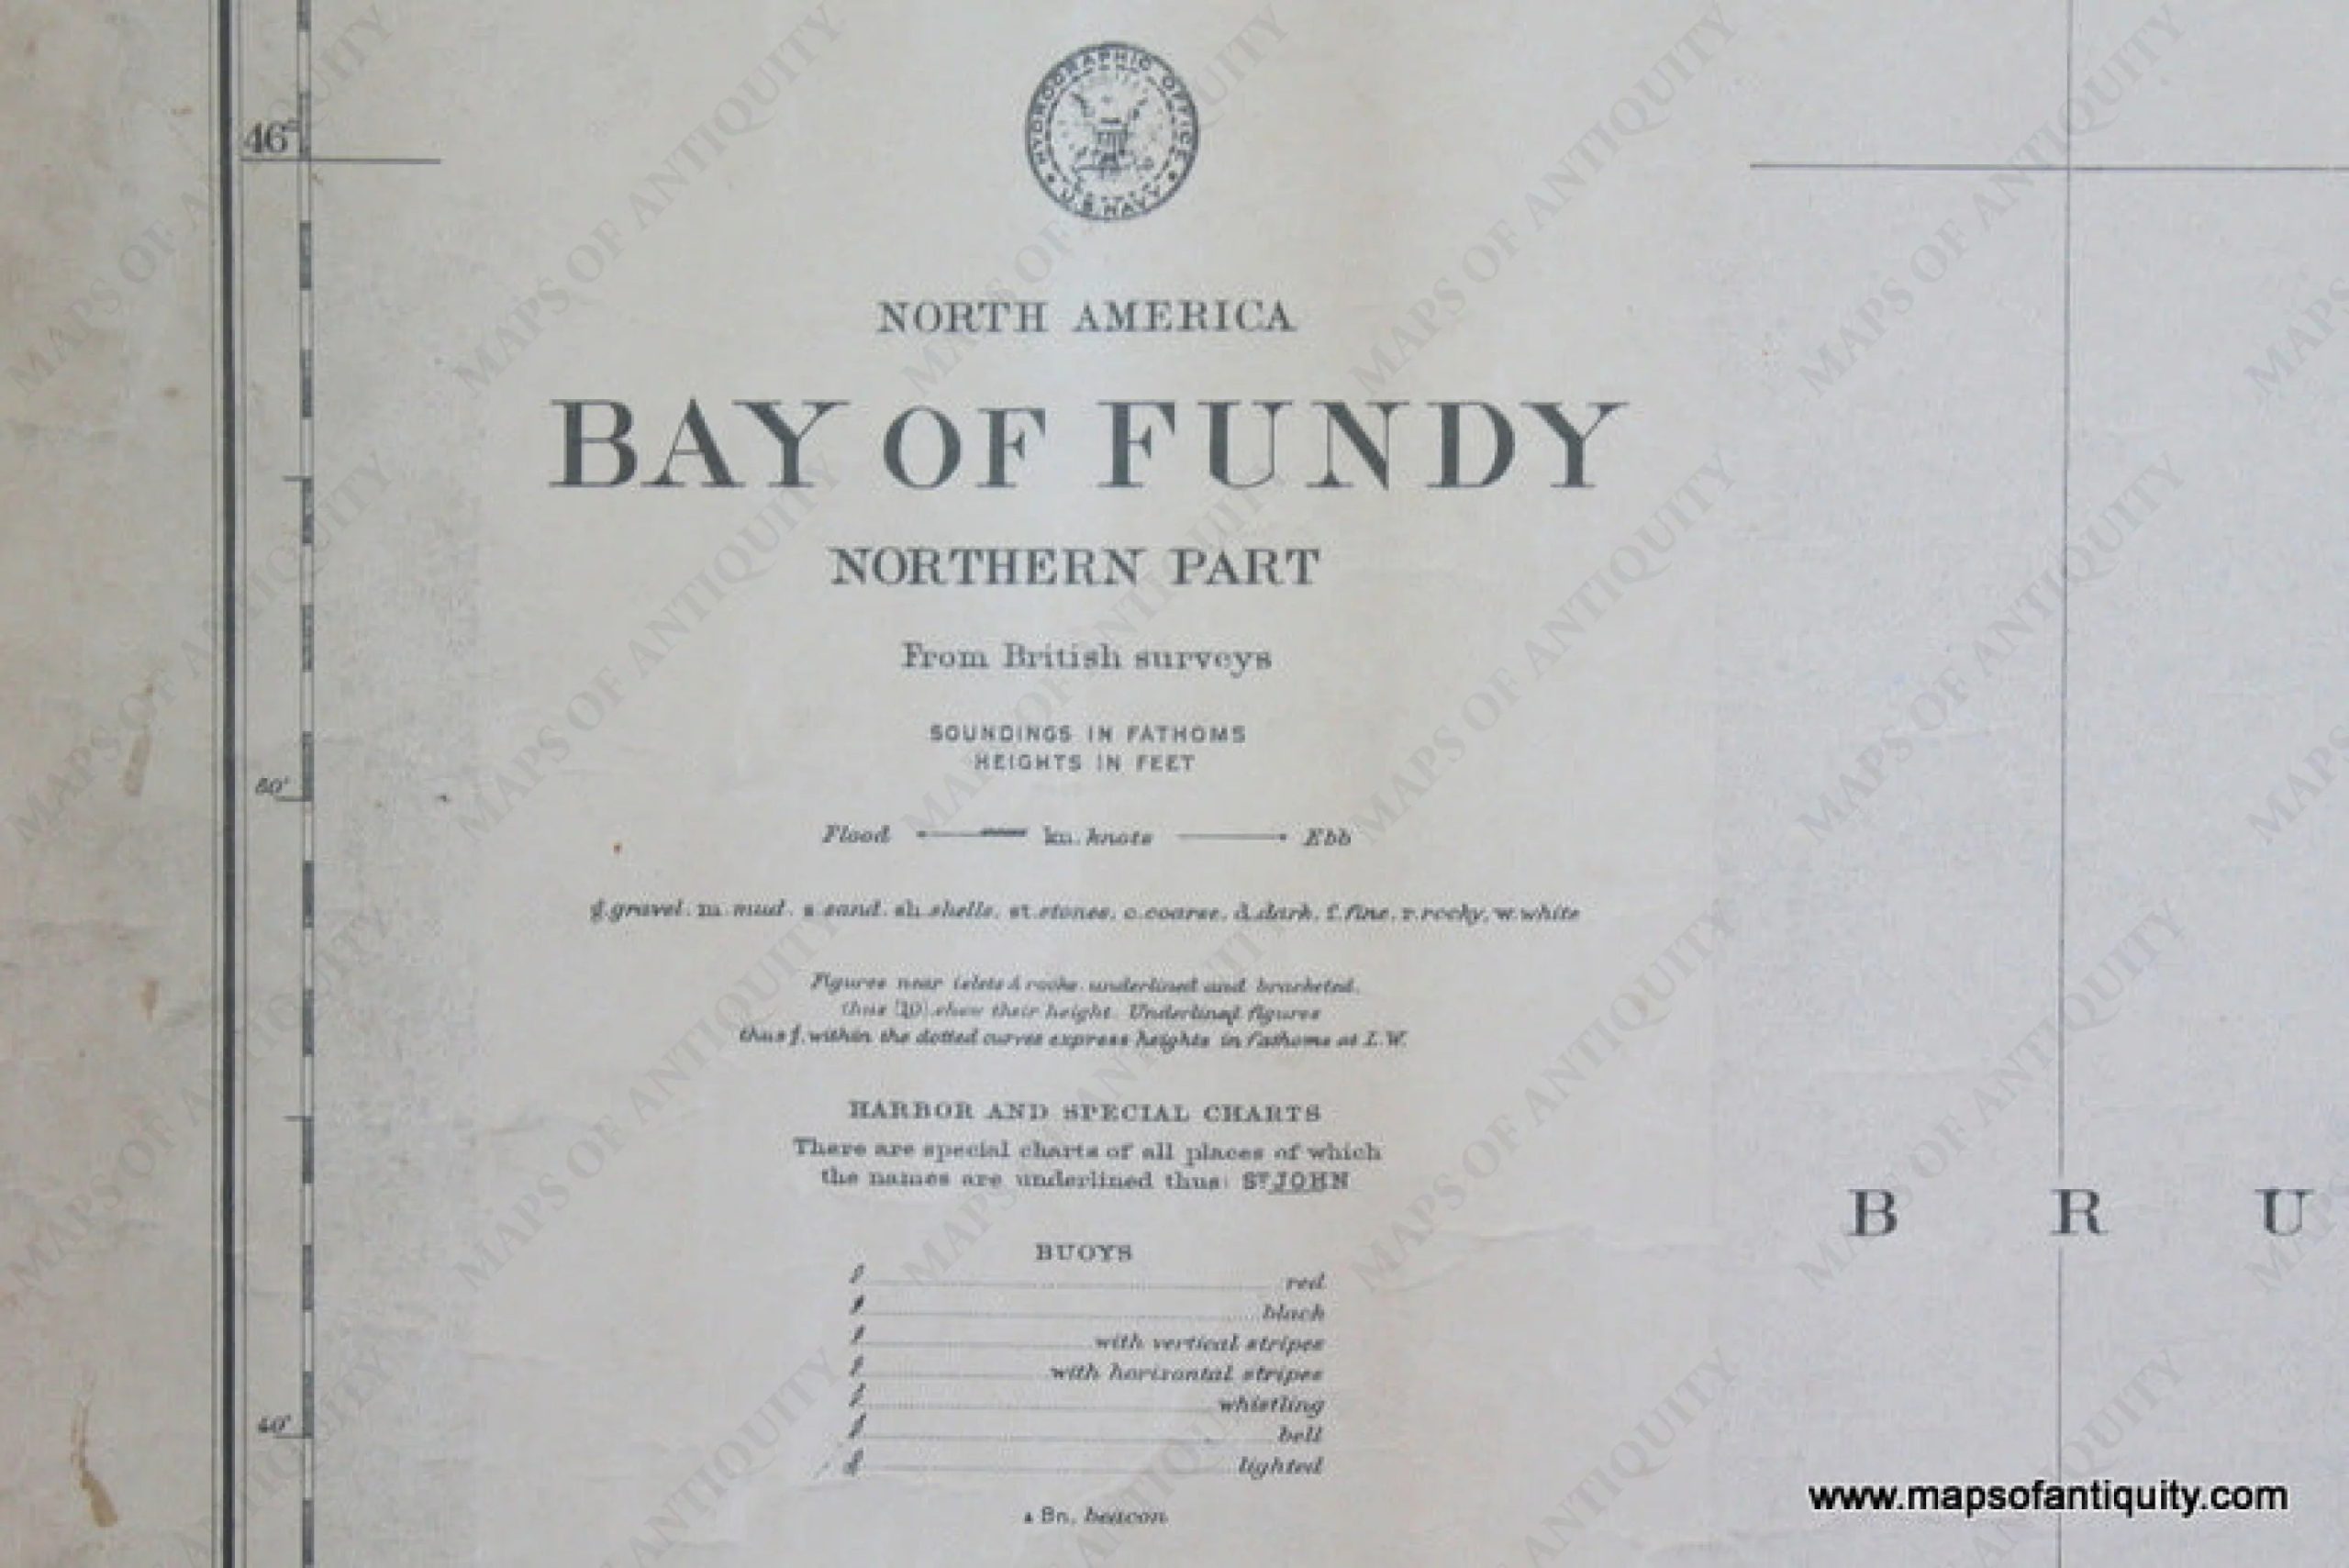 HYDROGRAPHIC OFFICE
U.S. NAVY
46°
NORTH AMERICA
BAY OF FUNDY
NORTHERN PART
From British surveys
SOUNDINGS IN FATHOMS
HEIGHTS IN FEET
50'
Flood kn. knots Ebb
g. gravel. m. mud. s. sand. sh. shells. st. stones. c. coarse. d. dark. f. fine. r. rocky, w. white
Figures near islets & rocks. underlined and bracketed.
thus (10) show their height. Underlined figures
thus within the dotted curves express heights in fathoms at L.W.
HARBOR AND SPECIAL CHARTS
There are special charts of all places of which
the names are underlined thus: ST JOHN
B R U
BUOYS
red
black
with vertical stripes
with horizontal stripes
whistling
bell
40'
lighted
Bn. beacon
www.mapsofantiquity.com
MAPS OF ANTIQUITY